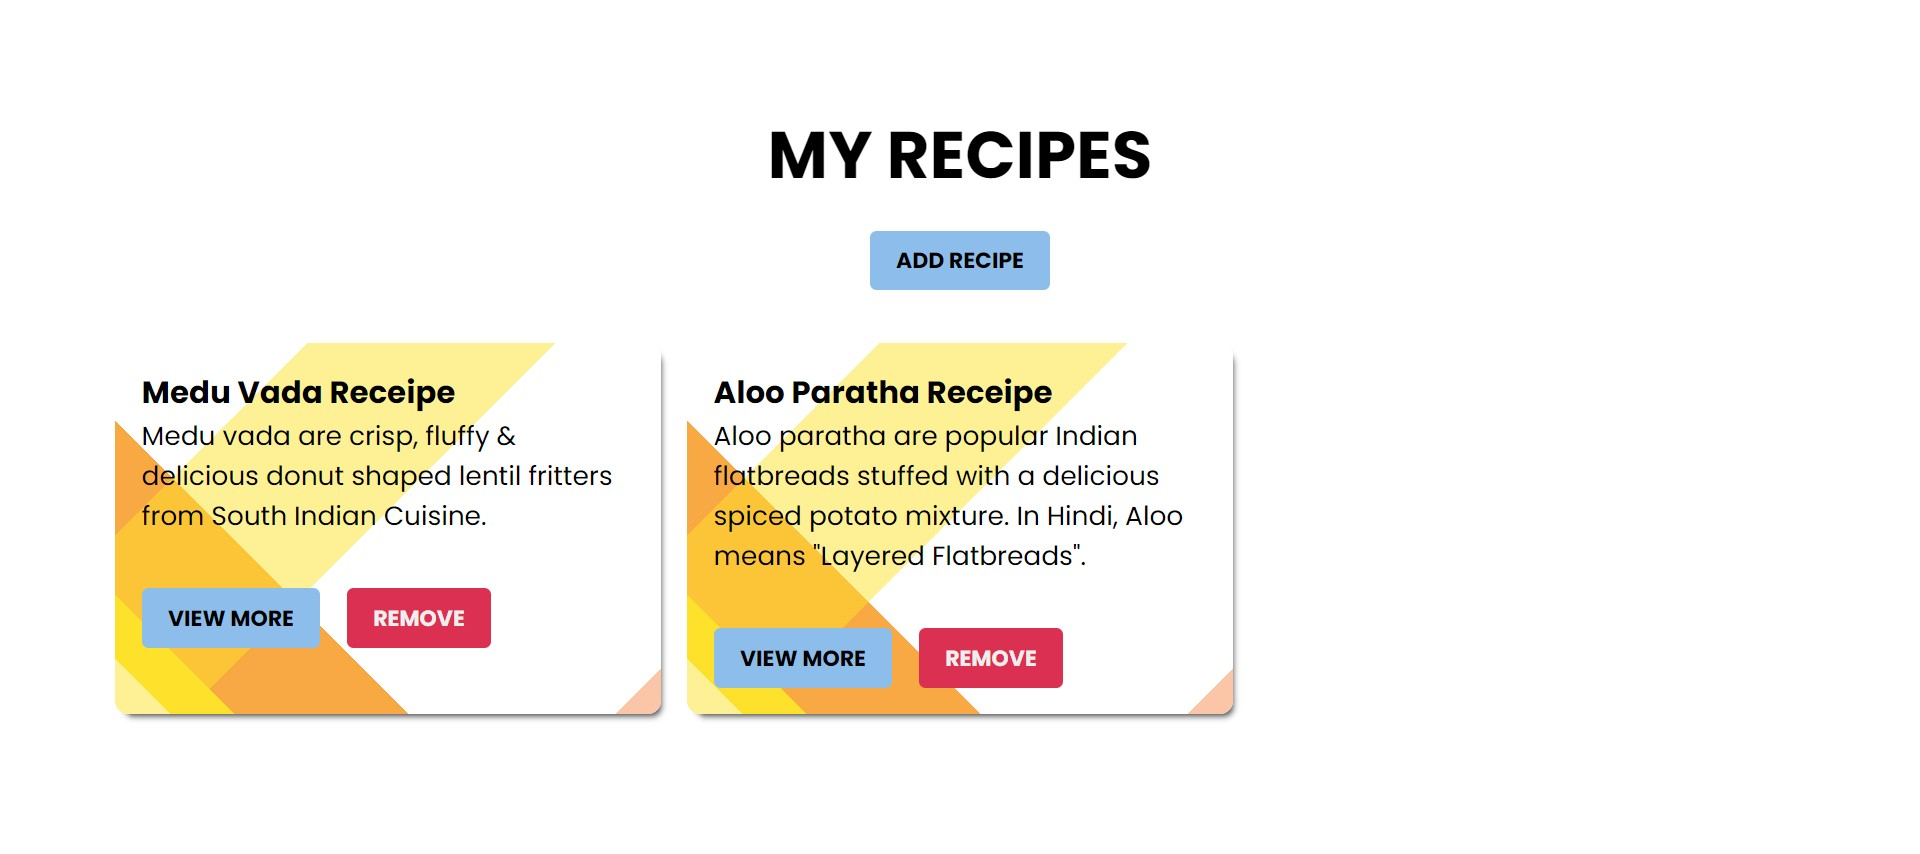 MY RECIPES
ADD RECIPE
Medu Vada Receipe
Medu vada are crisp, fluffy &
delicious donut shaped lentil fritters
from South Indian Cuisine.
VIEW MORE
REMOVE
Aloo Paratha Receipe
Aloo paratha are popular Indian
flatbreads stuffed with a delicious
spiced potato mixture. In Hindi, Aloo
means "Layered Flatbreads".
VIEW MORE
REMOVE